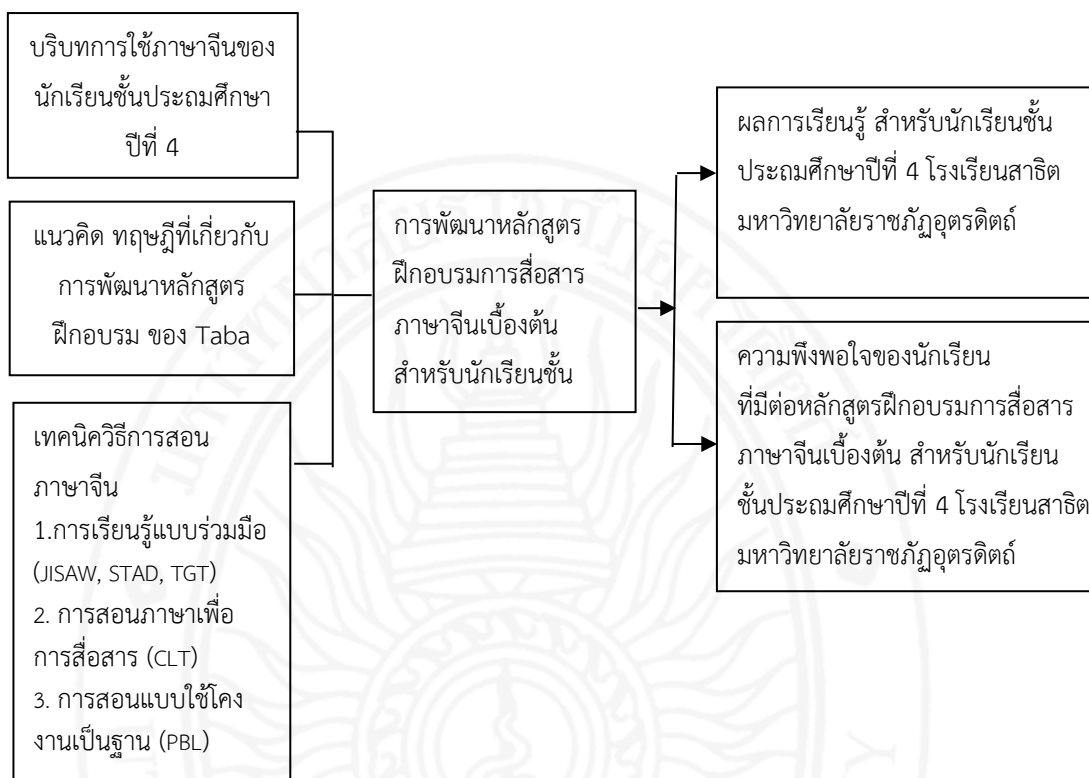 บริบทการใช้ภาษาจีนของ
นักเรียนชั้นประถมศึกษา
ปีที่ 4
แนวคิด ทฤษฎีที่เกี่ยวกับ
การพัฒนาหลักสูตร
ฝึกอบรม ของ Taba
เทคนิควิธีการสอน
ภาษาจีน
1.การเรียนรู้แบบร่วมมือ
(JISAW, STAD, TGT)
2. การสอนภาษาเพื่อ
การสื่อสาร (CLT)
3. การสอนแบบใช้โคง
งานเป็นฐาน (PBL)
การพัฒนาหลักสูตร
ฝึกอบรมการสื่อสาร
ภาษาจีนเบื้องต้น
สำหรับนักเรียนชั้น
ผลการเรียนรู้ สำหรับนักเรียนชั้น
ประถมศึกษาปีที่ 4 โรงเรียนสาธิต
มหาวิทยาลัยราชภัฏอุตรดิตถ์
ความพึงพอใจของนักเรียน
ที่มีต่อหลักสูตรฝึกอบรมการสื่อสาร
ภาษาจีนเบื้องต้น สำหรับนักเรียน
ชั้นประถมศึกษาปีที่ 4 โรงเรียนสาธิต
มหาวิทยาลัยราชภัฏอุตรดิตถ์